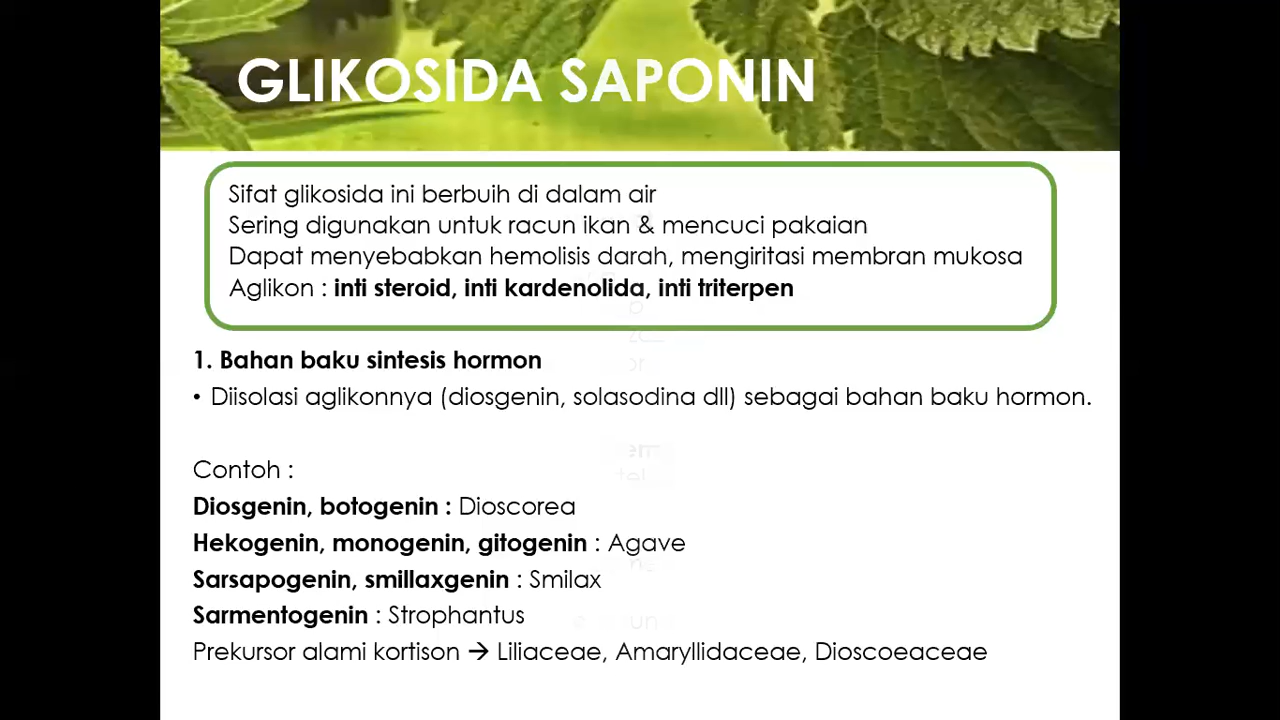 GLIKOSIDA SAPONIN
Sifat glikosida ini berbuih di dalam air
Sering digunakan untuk racun ikan & mencuci pakaian
Dapat menyebabkan hemolisis darah, mengiritasi membran mukosa
Aglikon : inti steroid, inti kardenolida, inti triterpen
1. Bahan baku sintesis hormon
• Diisolasi aglikonnya (diosgenin, solasodina dll) sebagai bahan baku hormon.
Contoh :
Diosgenin, botogenin : Dioscorea
Hekogenin, monogenin, gitogenin : Agave
Sarsapogenin, smillaxgenin : Smilax
Sarmentogenin : Strophantus
Prekursor alami kortison → Liliaceae, Amaryllidaceae, Dioscoeaceae